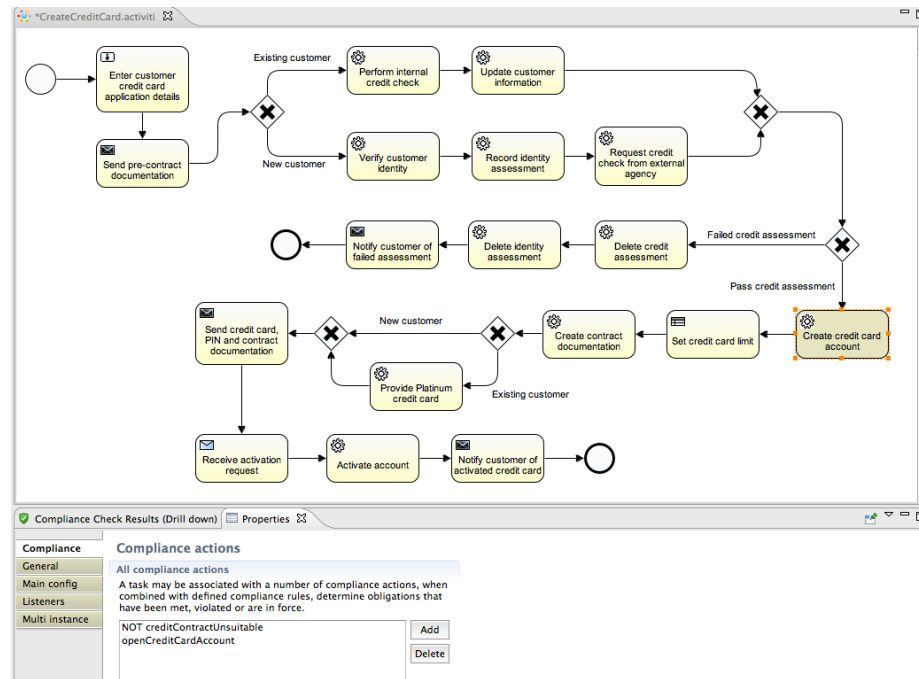 *CreateCreditCard.activiti
Enter customer
credit card
application details
Send pre-contract
documentation
Existing customer
New customer
Perform internal
credit check
Update customer
information
Verify customer
identity
Record identity
assessment
Request credit
check from external
agency
Failed credit assessment
Pass credit assessment
Delete credit
assessment
Delete identity
assessment
Notify customer of
failed assessment
Create credit card
account
Set credit card limit
Create contract
documentation
New customer
Existing customer
Provide Platinum
credit card
Send credit card,
PIN and contract
documentation
Receive activation
request
Activate account
Notify customer of
activated credit card
Compliance Check Results (Drill down)
Properties
Compliance
General
Main config
Listeners
Multi instance
Compliance actions
All compliance actions
A task may be associated with a number of compliance actions, when
combined with defined compliance rules, determine obligations that
have been met, violated or are in force.
NOT creditContractUnsuitable
openCreditCardAccount
Add
Delete